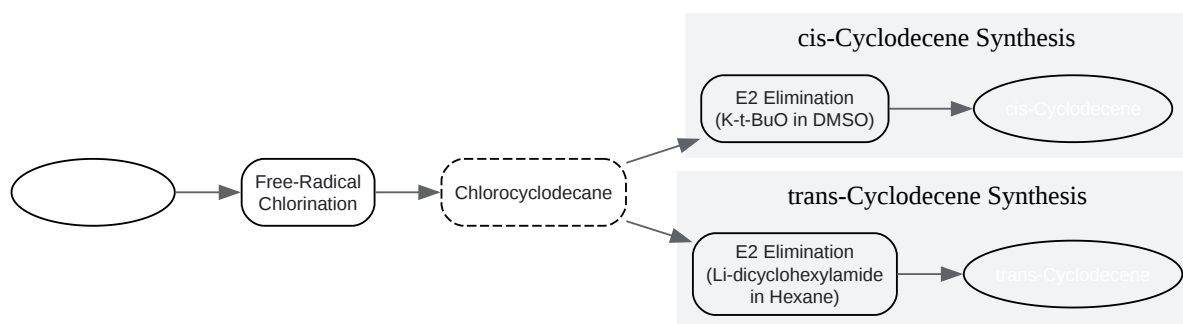 cis-Cyclodecene Synthesis
E2 Elimination
(K-t-BuO in DMSO)
cis-Cyclodecene
Free-Radical
Chlorination
Chlorocyclodecane
trans-Cyclodecene Synthesis
E2 Elimination
(Li-dicyclohexylamide
in Hexane)
trans-Cyclodecene